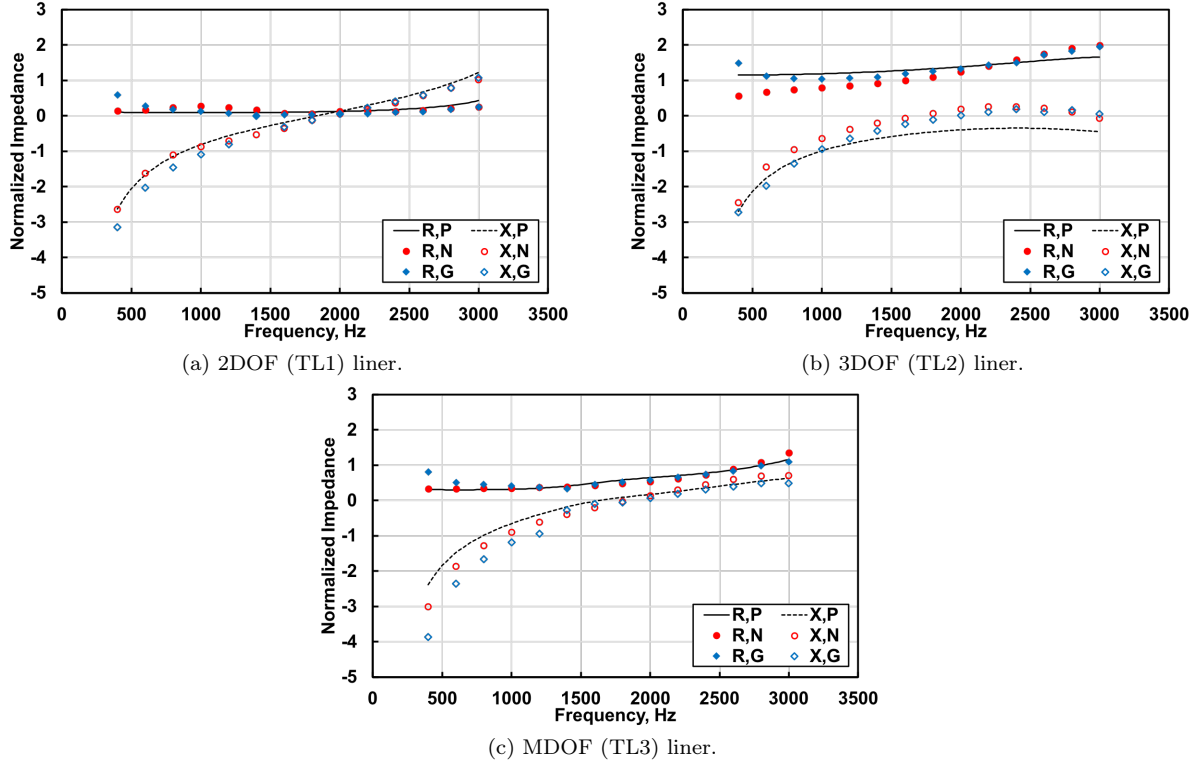 3
2
1
0
-1
-2
-3
-4
-5
Normalized Impedance
R,P X,P
R,N X,N
R,G X,G
0 500 1000 1500 2000 2500 3000 3500
Frequency, Hz
(a) 2DOF (TL1) liner.
3
2
1
0
-1
-2
-3
-4
-5
Normalized Impedance
R,P X,P
R,N X,N
R,G X,G
0 500 1000 1500 2000 2500 3000 3500
Frequency, Hz
(b) 3DOF (TL2) liner.
3
2
1
0
-1
-2
-3
-4
-5
Normalized Impedance
R,P X,P
R,N X,N
R,G X,G
0 500 1000 1500 2000 2500 3000 3500
Frequency, Hz
(c) MDOF (TL3) liner.